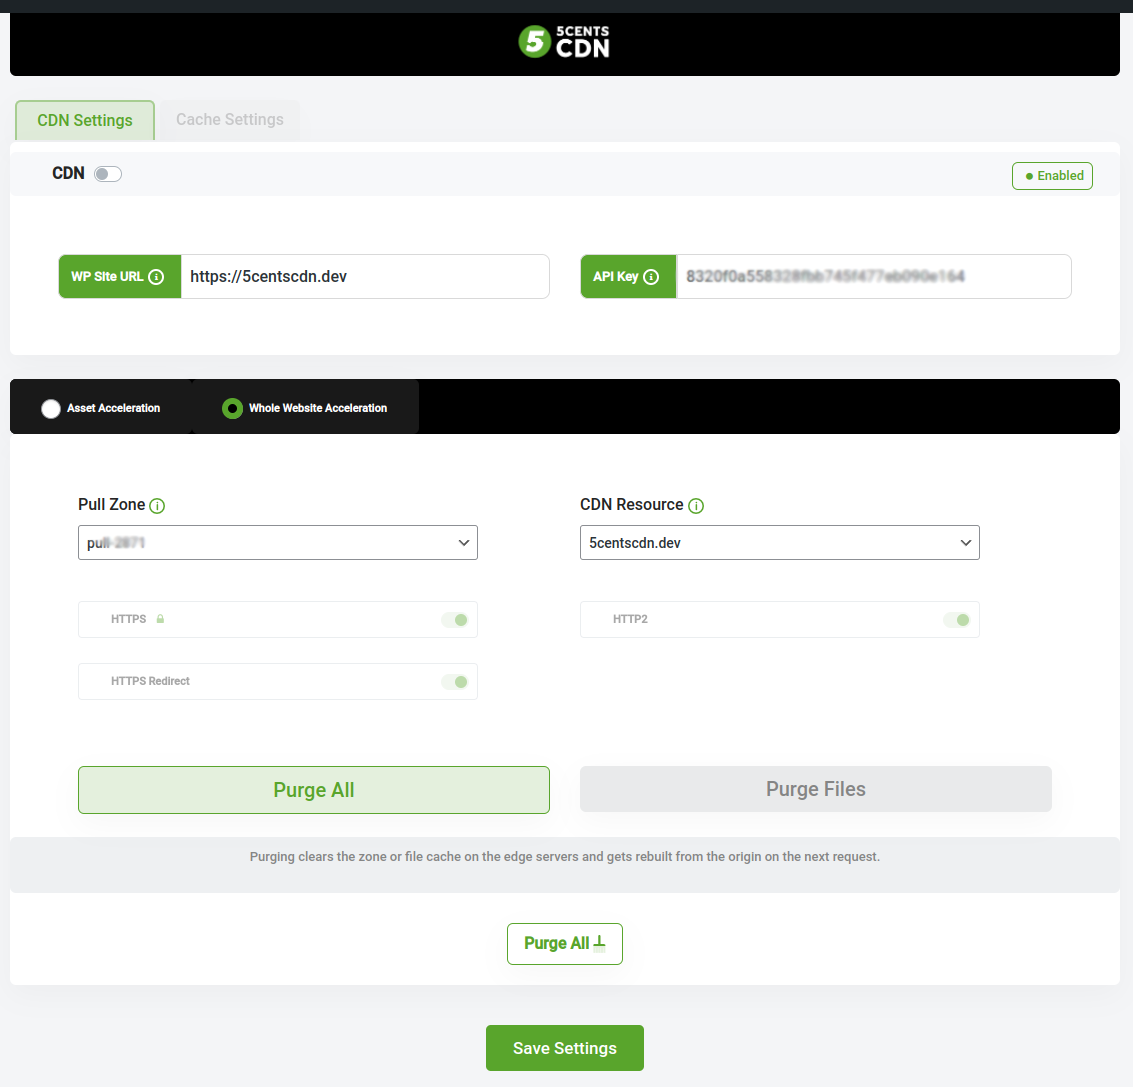 5 5CENTS
CDN
CDN Settings
Cache Settings
CDN
Enabled
WP Site URL
https://5centscdn.dev
API Key
Asset Acceleration
Whole Website Acceleration
Pull Zone
CDN Resource
5centscdn.dev
HTTPS
HTTP2
HTTPS Redirect
Purge All
Purge Files
Purging clears the zone or file cache on the edge servers and gets rebuilt from the origin on the next request.
Purge All
Save Settings